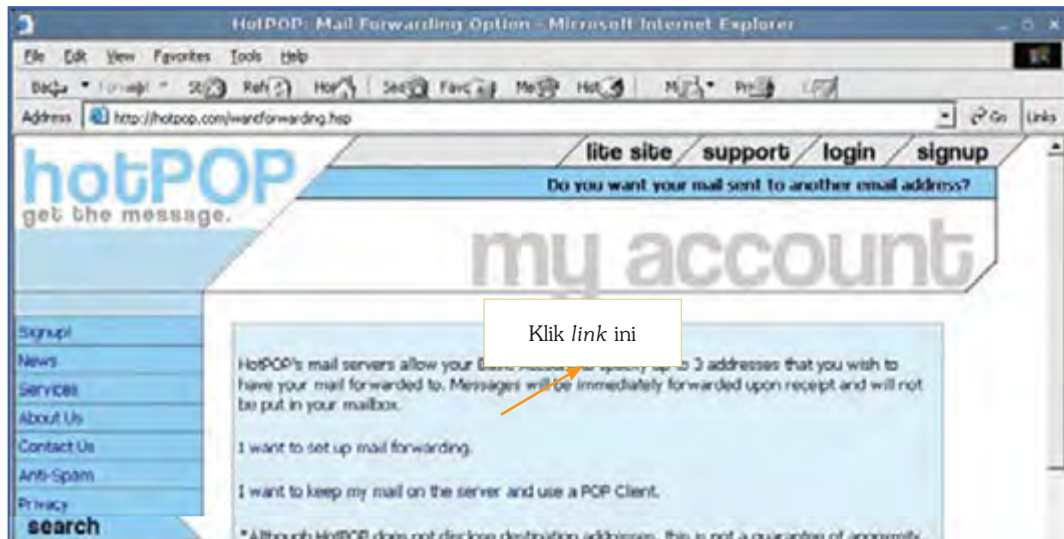 HotPOP: Mail Forwarding Option - Microsoft Internet Explorer
File Edit View Favorites Tools Help
Address http://hotpop.com/wantforwarding.hsp Go Links
lite site support login signup
hotPOP
get the message.
Do you want your mail sent to another email address?
my account
Klik link ini
Signup!
News
Services
About Us
Contact Us
Anti-Spam
Privacy
search
HotPOP's mail servers allow your up to 3 addresses that you wish to
have your mail forwarded to. Messages will be immediately forwarded upon receipt and will not
be put in your mailbox.
I want to set up mail forwarding.
I want to keep my mail on the server and use a POP Client.
*Although HotPOP does not disclose destination addresses, this is not a guarantee of anonymity.